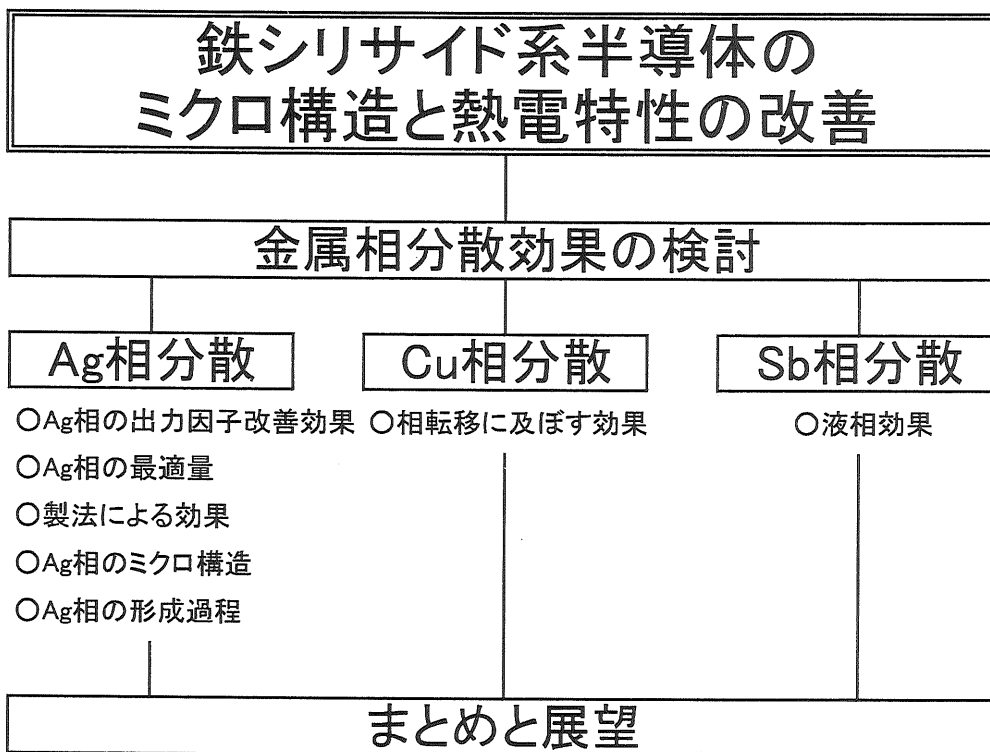 鉄シリサイド系半導体の
ミクロ構造と熱電特性の改善
金属相分散効果の検討
Ag相分散
Cu相分散
Sb相分散
○Ag相の出力因子改善効果
○Ag相の最適量
○製法による効果
○Ag相のミクロ構造
○Ag相の形成過程
○相転移に及ぼす効果
○液相効果
まとめと展望